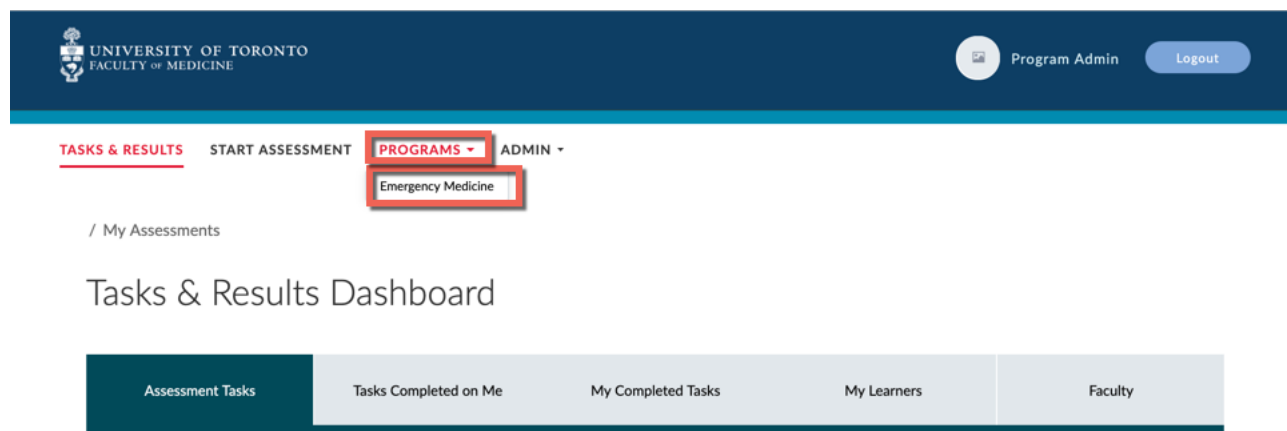 UNIVERSITY OF TORONTO
FACULTY OF MEDICINE
Program Admin
Logout
TASKS & RESULTS START ASSESSMENT PROGRAMS ADMIN
Emergency Medicine
/ My Assessments
Tasks & Results Dashboard
Assessment Tasks Tasks Completed on Me My Completed Tasks My Learners Faculty